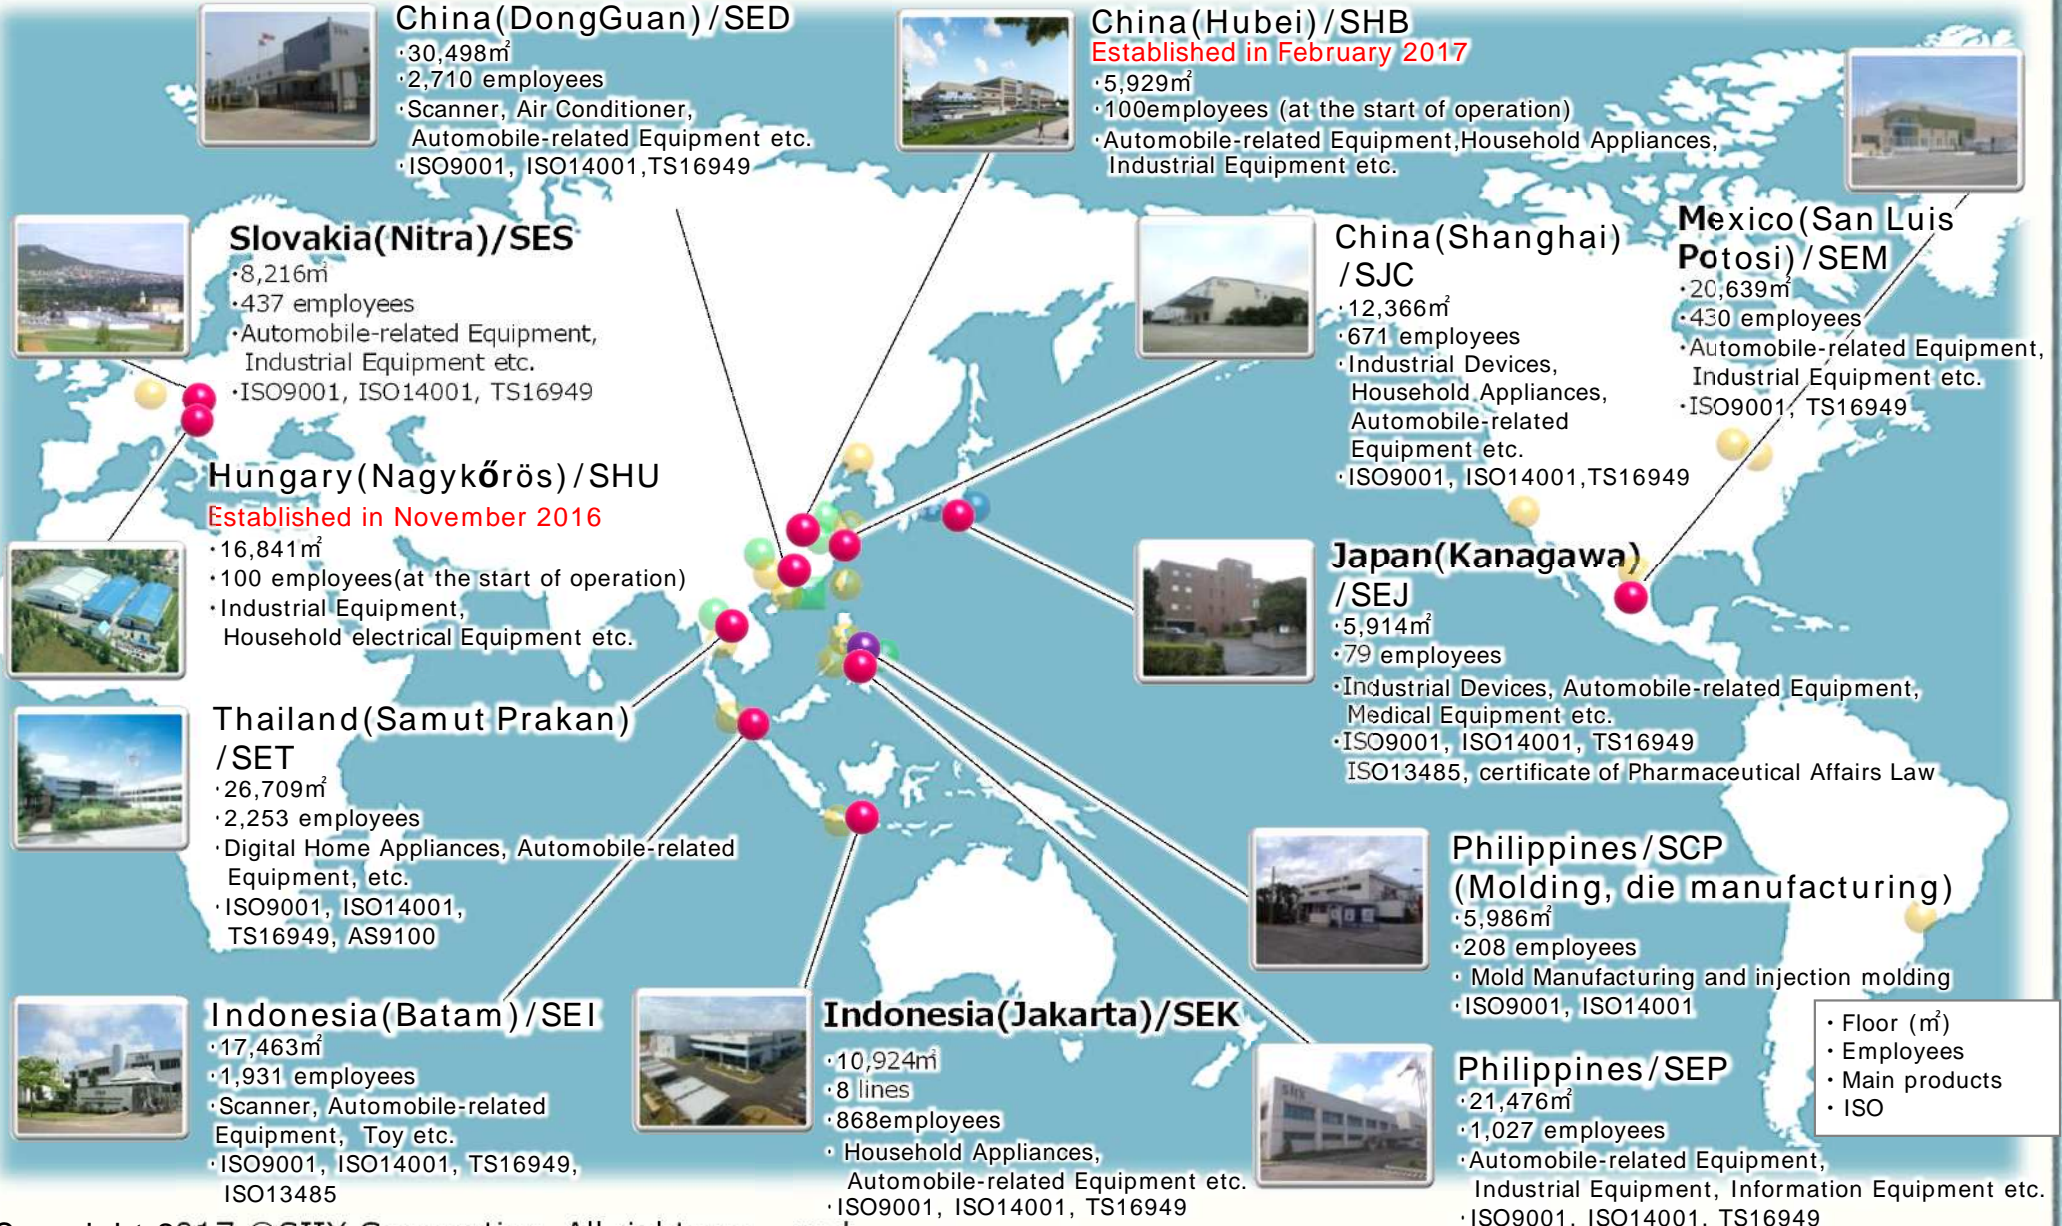 China(DongGuan)/SED
·30,498㎡
·2,710 employees
·Scanner, Air Conditioner,
Automobile-related Equipment etc.
·ISO9001, ISO14001,TS16949
China(Hubei)/SHB
Established in February 2017
·5,929㎡
·100employees (at the start of operation)
·Automobile-related Equipment,Household Appliances,
Industrial Equipment etc.
Slovakia(Nitra)/SES
·8,216㎡
·437 employees
·Automobile-related Equipment,
Industrial Equipment etc.
·ISO9001, ISO14001, TS16949
China(Shanghai)
/SJC
·12,366㎡
·671 employees
·Industrial Devices,
Household Appliances,
Automobile-related
Equipment etc.
·ISO9001, ISO14001,TS16949
Mexico(San Luis
Potosi)/SEM
·20,639㎡
·430 employees
·Automobile-related Equipment,
Industrial Equipment etc.
·ISO9001, TS16949
Hungary(Nagykőrös)/SHU
Established in November 2016
·16,841㎡
·100 employees(at the start of operation)
·Industrial Equipment,
Household electrical Equipment etc.
Japan(Kanagawa)
/SEJ
·5,914㎡
·79 employees
·Industrial Devices, Automobile-related Equipment,
Medical Equipment etc.
·ISO9001, ISO14001, TS16949
ISO13485, certificate of Pharmaceutical Affairs Law
Thailand(Samut Prakan)
/SET
·26,709㎡
·2,253 employees
·Digital Home Appliances, Automobile-related
Equipment, etc.
·ISO9001, ISO14001,
TS16949, AS9100
Philippines/SCP
(Molding, die manufacturing)
·5,986㎡
·208 employees
· Mold Manufacturing and injection molding
·ISO9001, ISO14001
Indonesia(Batam)/SEI
·17,463㎡
·1,931 employees
·Scanner, Automobile-related
Equipment, Toy etc.
·ISO9001, ISO14001, TS16949,
ISO13485
Indonesia(Jakarta)/SEK
·10,924㎡
·8 lines
·868employees
· Household Appliances,
Automobile-related Equipment etc.
·ISO9001, ISO14001, TS16949
Philippines/SEP
·21,476㎡
·1,027 employees
·Automobile-related Equipment,
Industrial Equipment, Information Equipment etc.
·ISO9001, ISO14001, TS16949
・Floor (㎡)
・Employees
・Main products
・ISO
SIIX